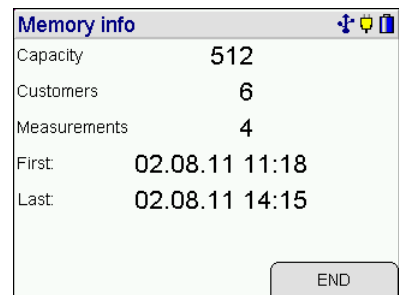 Memory info
Capacity 512
Customers 6
Measurements 4
First: 02.08.11 11:18
Last: 02.08.11 14:15
END